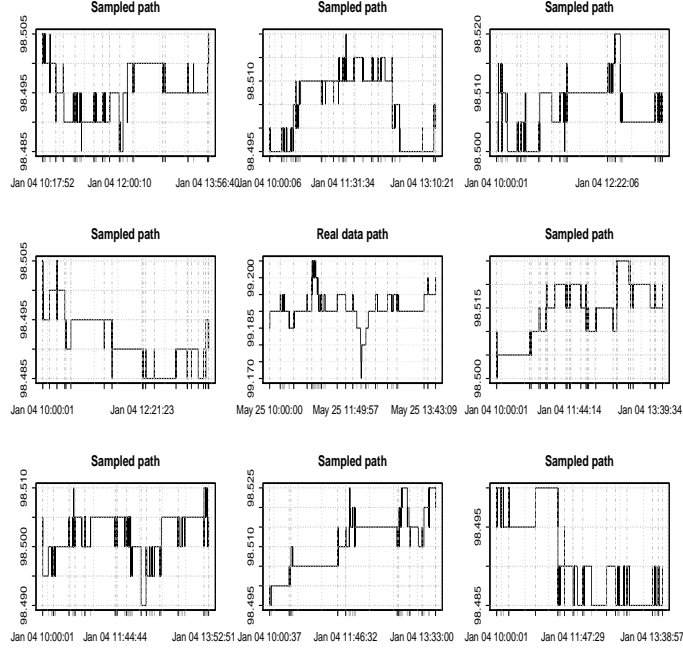 Sampled path
98.485 98.495 98.505
Jan 04 10:17:52 Jan 04 12:00:10 Jan 04 13:56:40
Sampled path
98.495 98.510
Jan 04 10:00:06 Jan 04 11:31:34 Jan 04 13:10:21
Sampled path
98.500 98.510 98.520
Jan 04 10:00:01 Jan 04 12:22:06
Sampled path
98.485 98.495 98.505
Jan 04 10:00:01 Jan 04 12:21:23
Real data path
99.170 99.185 99.200
May 25 10:00:00 May 25 11:49:57 May 25 13:43:09
Sampled path
98.500 98.515
Jan 04 10:00:01 Jan 04 11:44:14 Jan 04 13:39:34
Sampled path
98.490 98.500 98.510
Jan 04 10:00:01 Jan 04 11:44:44 Jan 04 13:52:51
Sampled path
98.495 98.510 98.525
Jan 04 10:00:37 Jan 04 11:46:32 Jan 04 13:33:00
Sampled path
98.485 98.495
Jan 04 10:00:01 Jan 04 11:47:29 Jan 04 13:38:57